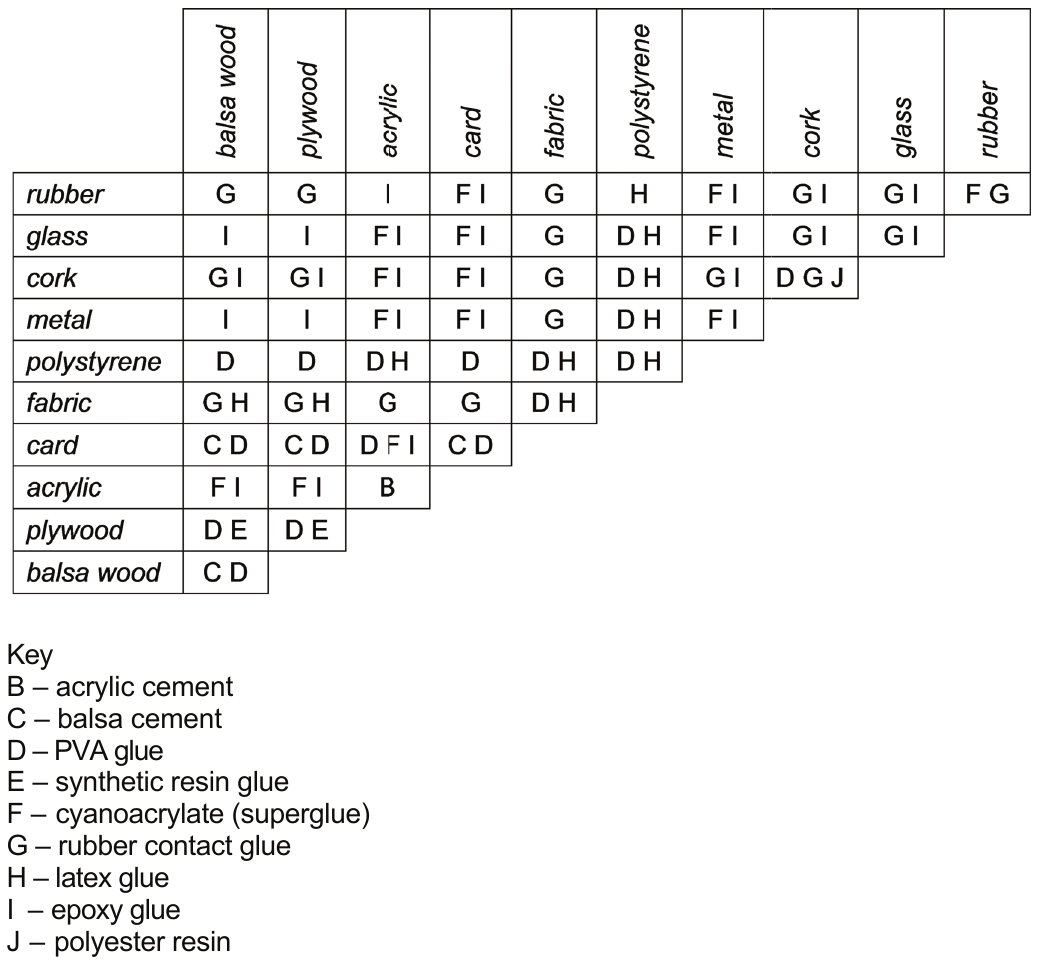 balsa wood plywood acrylic card fabric polystyrene metal cork glass rubber
rubber G G I F I G H F I G I G I F G
glass I I F I F I G D H F I G I G I
cork G I G I F I F I G D H G I D G J
metal I I F I F I G D H F I
polystyrene D D D H D D H D H
fabric G H G H G G D H
card C D C D D F I C D
acrylic F I F I B
plywood D E D E
balsa wood C D
Key
B – acrylic cement
C – balsa cement
D – PVA glue
E – synthetic resin glue
F – cyanoacrylate (superglue)
G – rubber contact glue
H – latex glue
I – epoxy glue
J – polyester resin